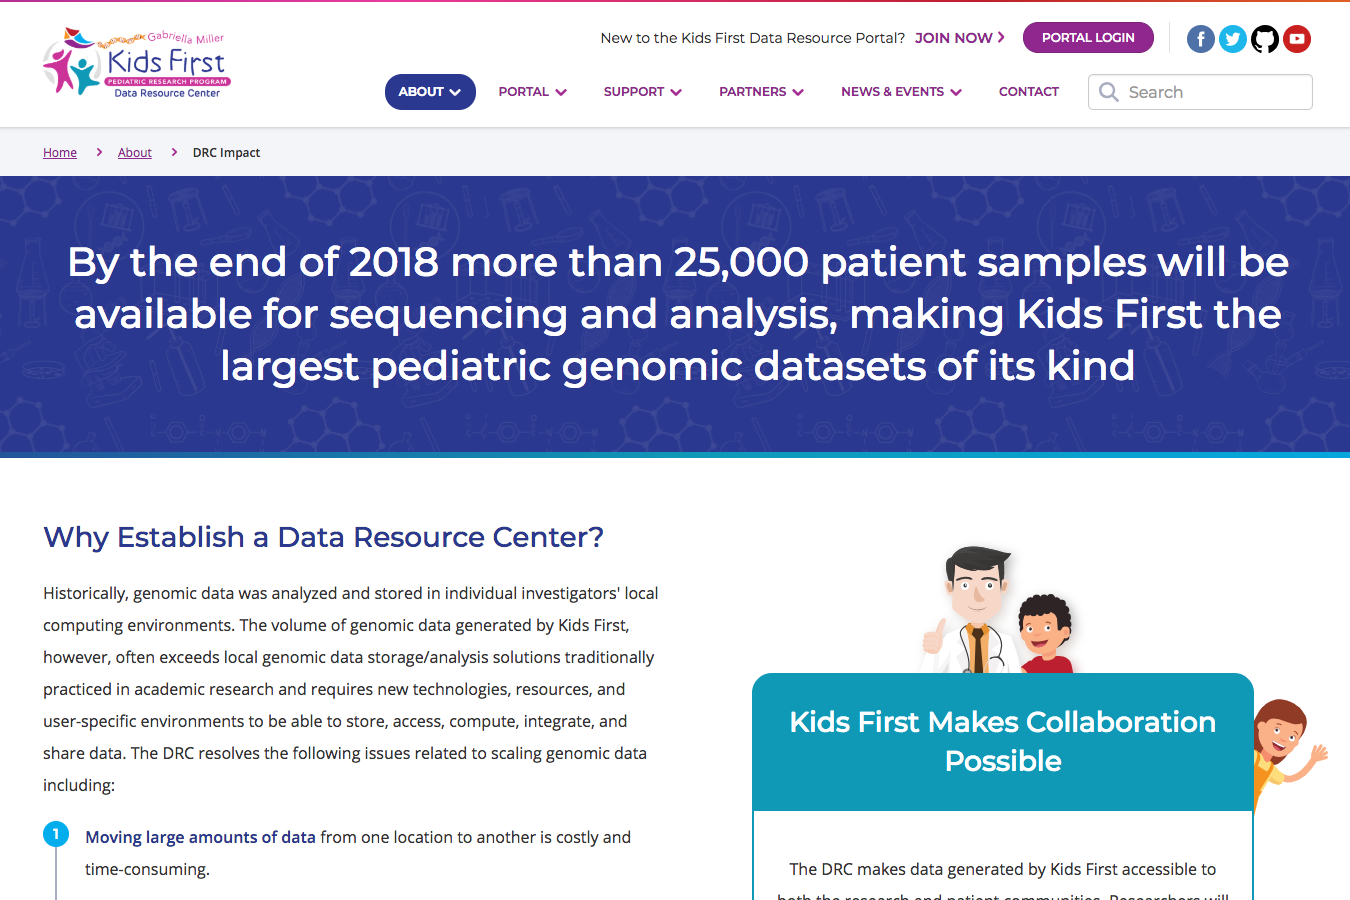 Gabriella Miller
Kids First
PEDIATRIC RESEARCH PROGRAM
Data Resource Center
New to the Kids First Data Resource Portal? JOIN NOW
PORTAL LOGIN
ABOUT
PORTAL
SUPPORT
PARTNERS
NEWS & EVENTS
CONTACT
Search
Home
About
DRC Impact
By the end of 2018 more than 25,000 patient samples will be
available for sequencing and analysis, making Kids First the
largest pediatric genomic datasets of its kind
Why Establish a Data Resource Center?
Historically, genomic data was analyzed and stored in individual investigators' local
computing environments. The volume of genomic data generated by Kids First,
however, often exceeds local genomic data storage/analysis solutions traditionally
practiced in academic research and requires new technologies, resources, and
user-specific environments to be able to store, access, compute, integrate, and
share data. The DRC resolves the following issues related to scaling genomic data
including:
1
Moving large amounts of data from one location to another is costly and
time-consuming.
Kids First Makes Collaboration
Possible
The DRC makes data generated by Kids First accessible to
both the research and patient communities. Researchers will